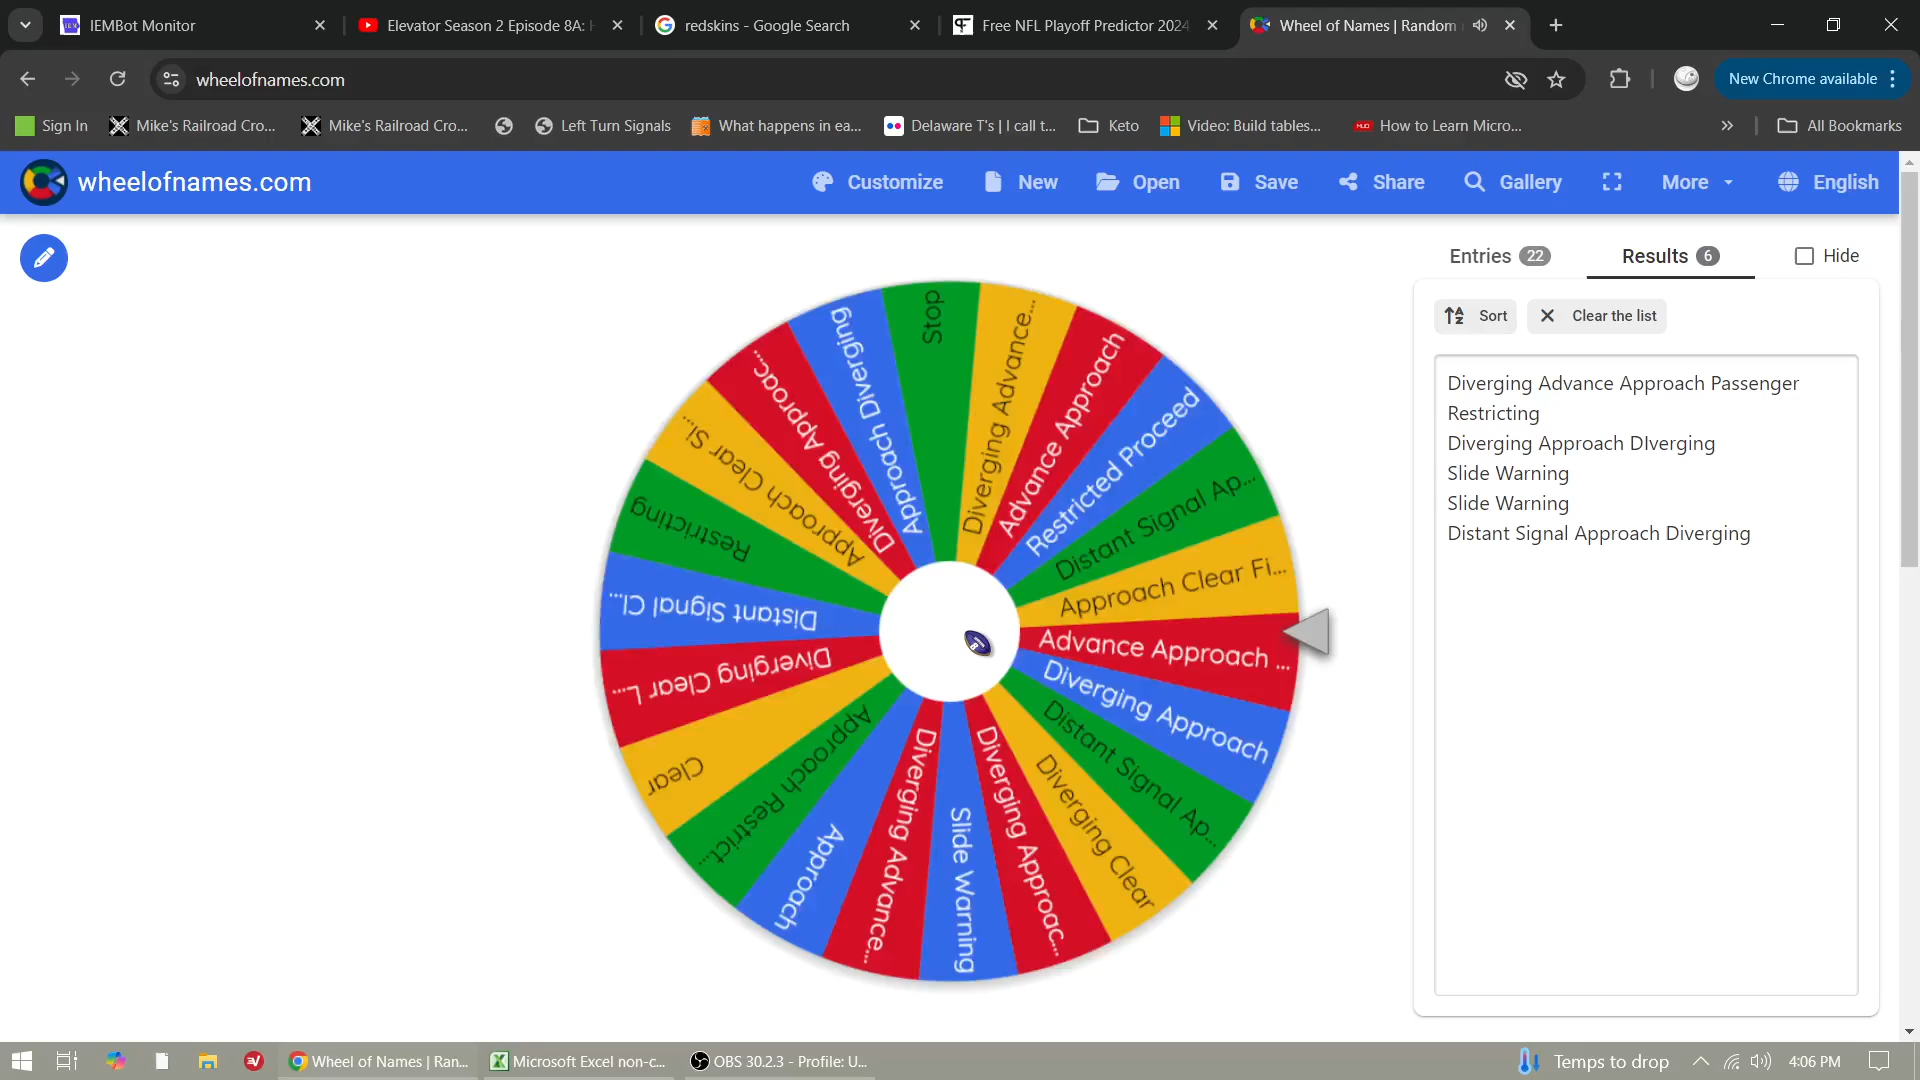 IEMBot Monitor
Elevator Season 2 Episode 8A: H
redskins - Google Search
Free NFL Playoff Predictor 2024
Wheel of Names | Random
wheelofnames.com
New Chrome available
Sign In
Mike's Railroad Cro...
Mike's Railroad Cro...
Left Turn Signals
What happens in ea...
Delaware T's | I call t...
Keto
Video: Build tables...
How to Learn Micro...
All Bookmarks
wheelofnames.com
Customize
New
Open
Save
Share
Gallery
More
English
Entries 22
Results 6
Hide
Sort
Clear the list
Diverging Advance Approach Passenger
Restricting
Diverging Approach DIverging
Slide Warning
Slide Warning
Distant Signal Approach Diverging
Stop
Diverging Advance...
Advance Approach
Restricted Proceed
Distant Signal Ap...
Approach Clear Fi...
Advance Approach ...
Diverging Approach
Distant Signal Ap...
Diverging Clear
Diverging Approac...
Slide Warning
Diverging Advance...
Approach
Approach Restrict...
Clear
Diverging Clear L...
Distant Signal Cl...
Restricting
Approach Clear Si...
Diverging Approac...
Approach Diverging
Wheel of Names | Ran...
Microsoft Excel non-c...
OBS 30.2.3 - Profile: U...
Temps to drop
4:06 PM